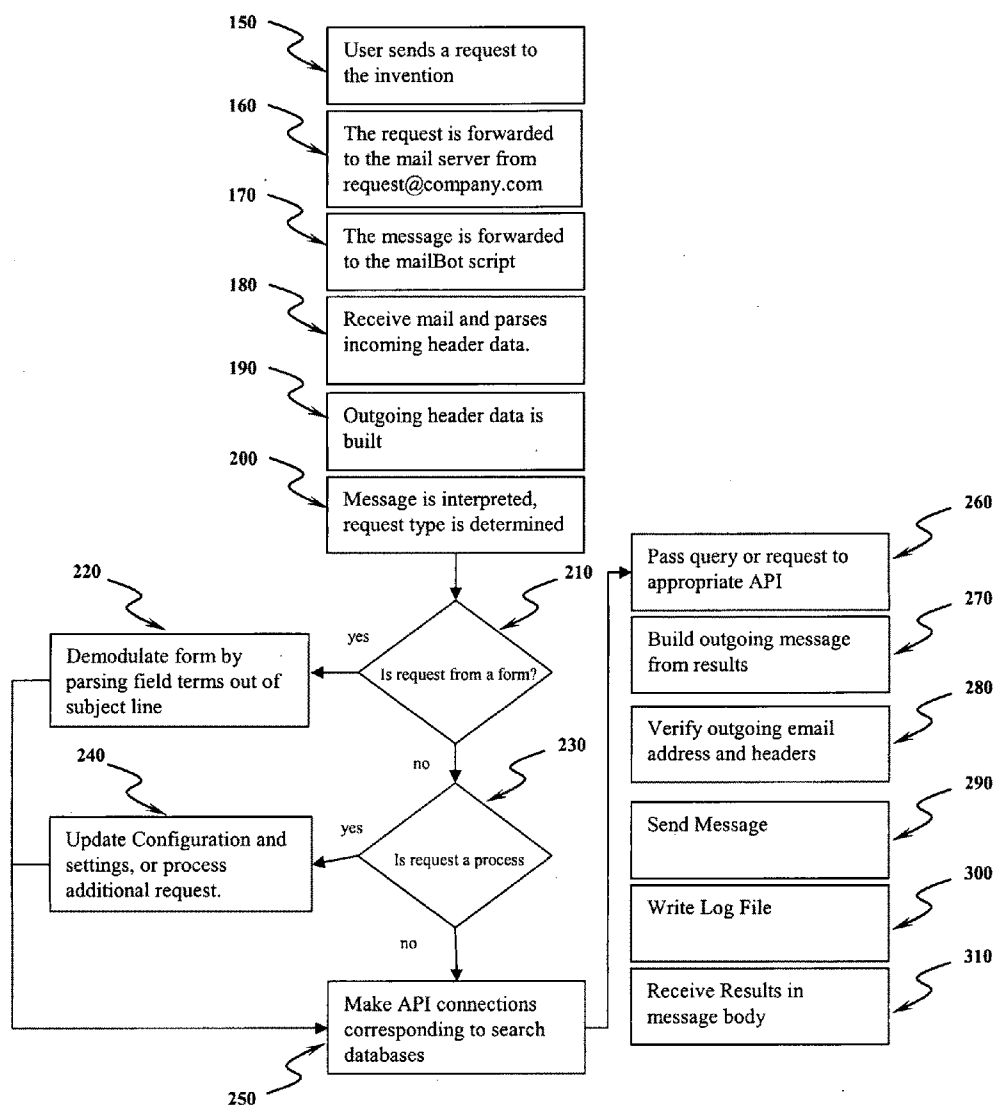 150
User sends a request to
the invention
160
The request is forwarded
to the mail server from
request@company.com
170
The message is forwarded
to the mailBot script
180
Receive mail and parses
incoming header data.
190
Outgoing header data is
built
200
Message is interpreted,
request type is determined
210
Is request from a form?
yes
no
220
Demodulate form by
parsing field terms out of
subject line
230
Is request a process
yes
no
240
Update Configuration and
settings, or process
additional request.
250
Make API connections
corresponding to search
databases
260
Pass query or request to
appropriate API
270
Build outgoing message
from results
280
Verify outgoing email
address and headers
290
Send Message
300
Write Log File
310
Receive Results in
message body